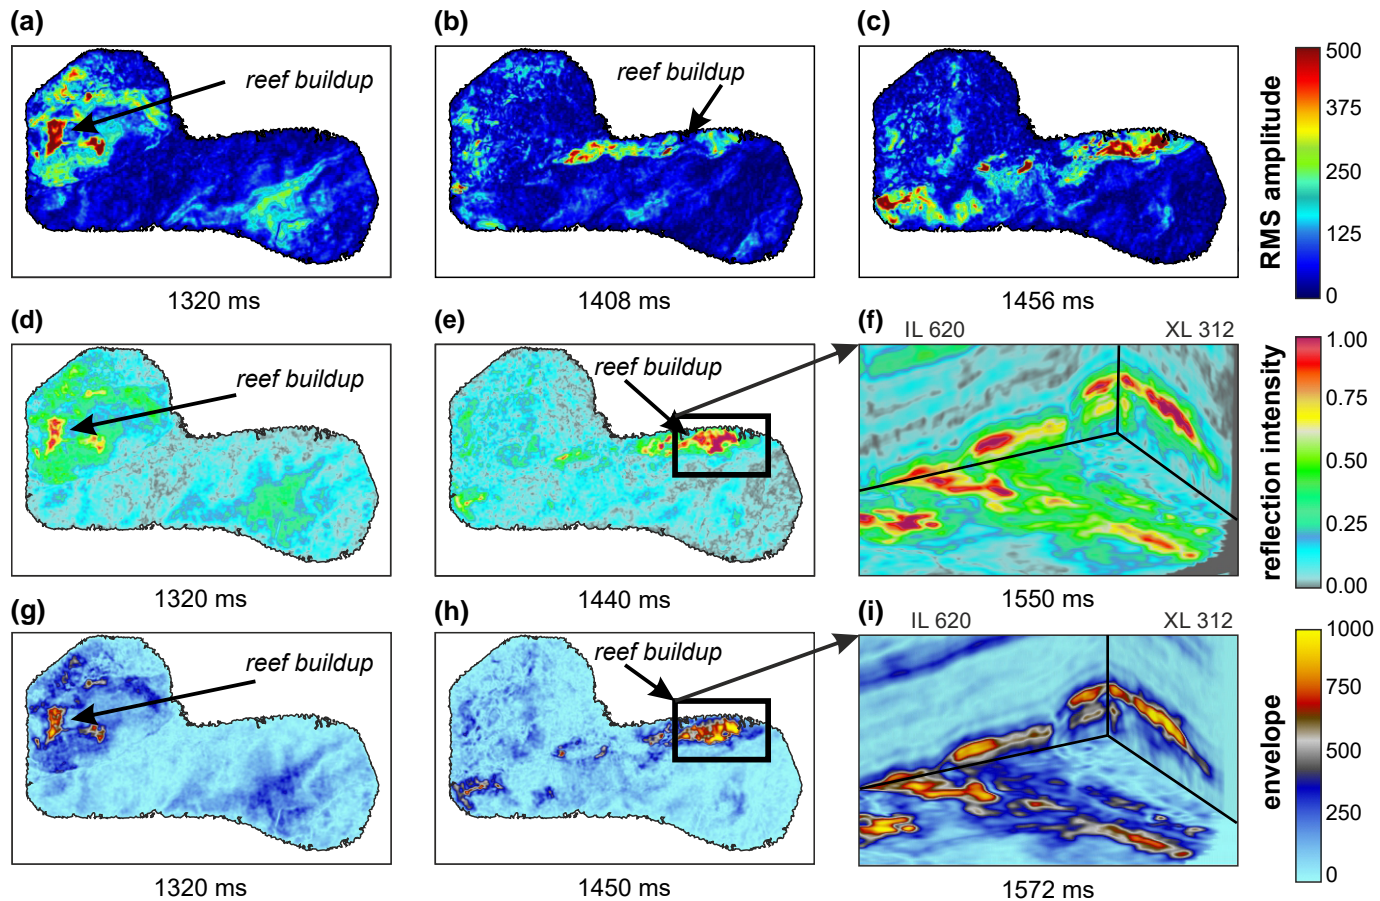 (a)
(b)
(c)
reef buildup
reef buildup
500
375
250
125
0
RMS amplitude
1320 ms
1408 ms
1456 ms
(d)
(e)
(f)
IL 620
XL 312
reef buildup
reef buildup
1.00
0.75
0.50
0.25
0.00
reflection intensity
1320 ms
1440 ms
1550 ms
(g)
(h)
(i)
IL 620
XL 312
reef buildup
reef buildup
1000
750
500
250
0
envelope
1320 ms
1450 ms
1572 ms